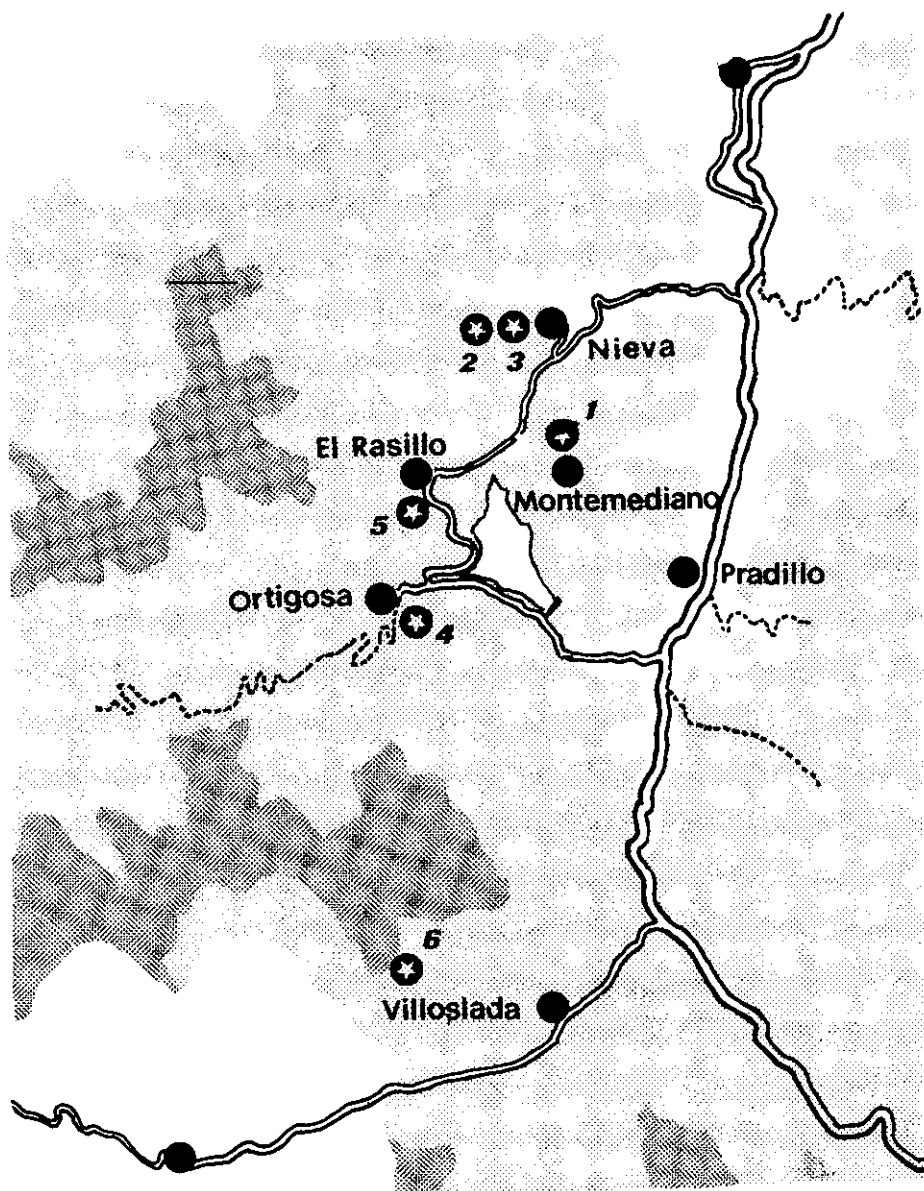 2
3
Nieva
1
El Rasillo
Montemediano
5
Pradillo
Ortigosa
4
6
Villoslada